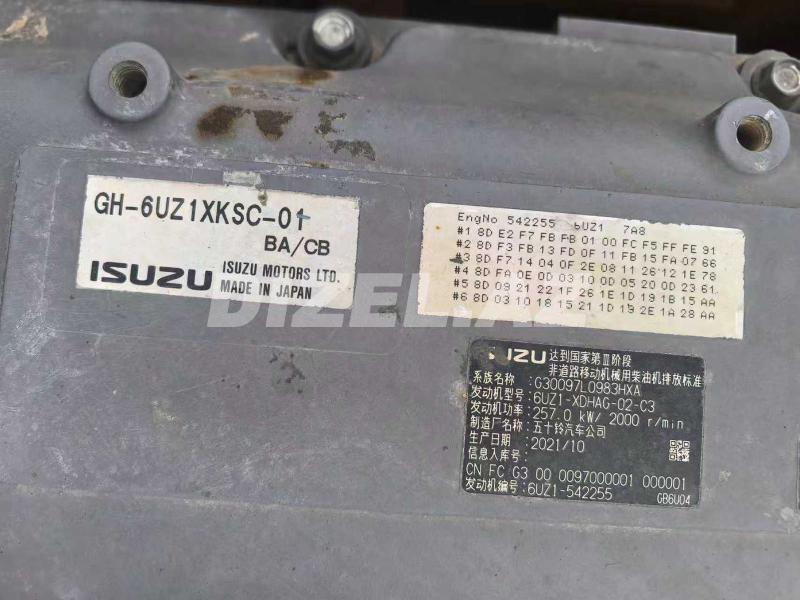 GH-6UZ1XKSC-01
BA/CB
ISUZU
ISUZU MOTORS LTD.
MADE IN JAPAN
EngNo 542255 6UZ1 7A8
#1 8D E2 F7 FB FB 01 00 FC F5 FF FE 91
#2 8D F3 FB 13 FD 0F 11 FB 15 FA 07 66
#3 8D F7 14 04 0F 2E 08 11 26 12 1E 78
#4 8D FA 0E 0D 03 10 0D 05 20 0D 23 61
#5 8D 09 21 22 1F 26 1E 1D 19 1B 15 AA
#6 8D 03 10 18 15 21 1D 19 2E 1A 28 AA
DIZEL.AZ
UZU 达到国家第Ⅲ阶段
非道路移动机械用柴油机排放标准
系族名称: G30097L0983HXA
发动机型号: 6UZ1-XDHAG-02-C3
发动机功率: 257.0 kW/ 2000 r/min
制造厂名称: 五十铃汽车公司
生产日期: 2021/10
信息入库号:
CN FC G3 00 0097000001 000001
发动机编号: 6UZ1-542255
GB6U04